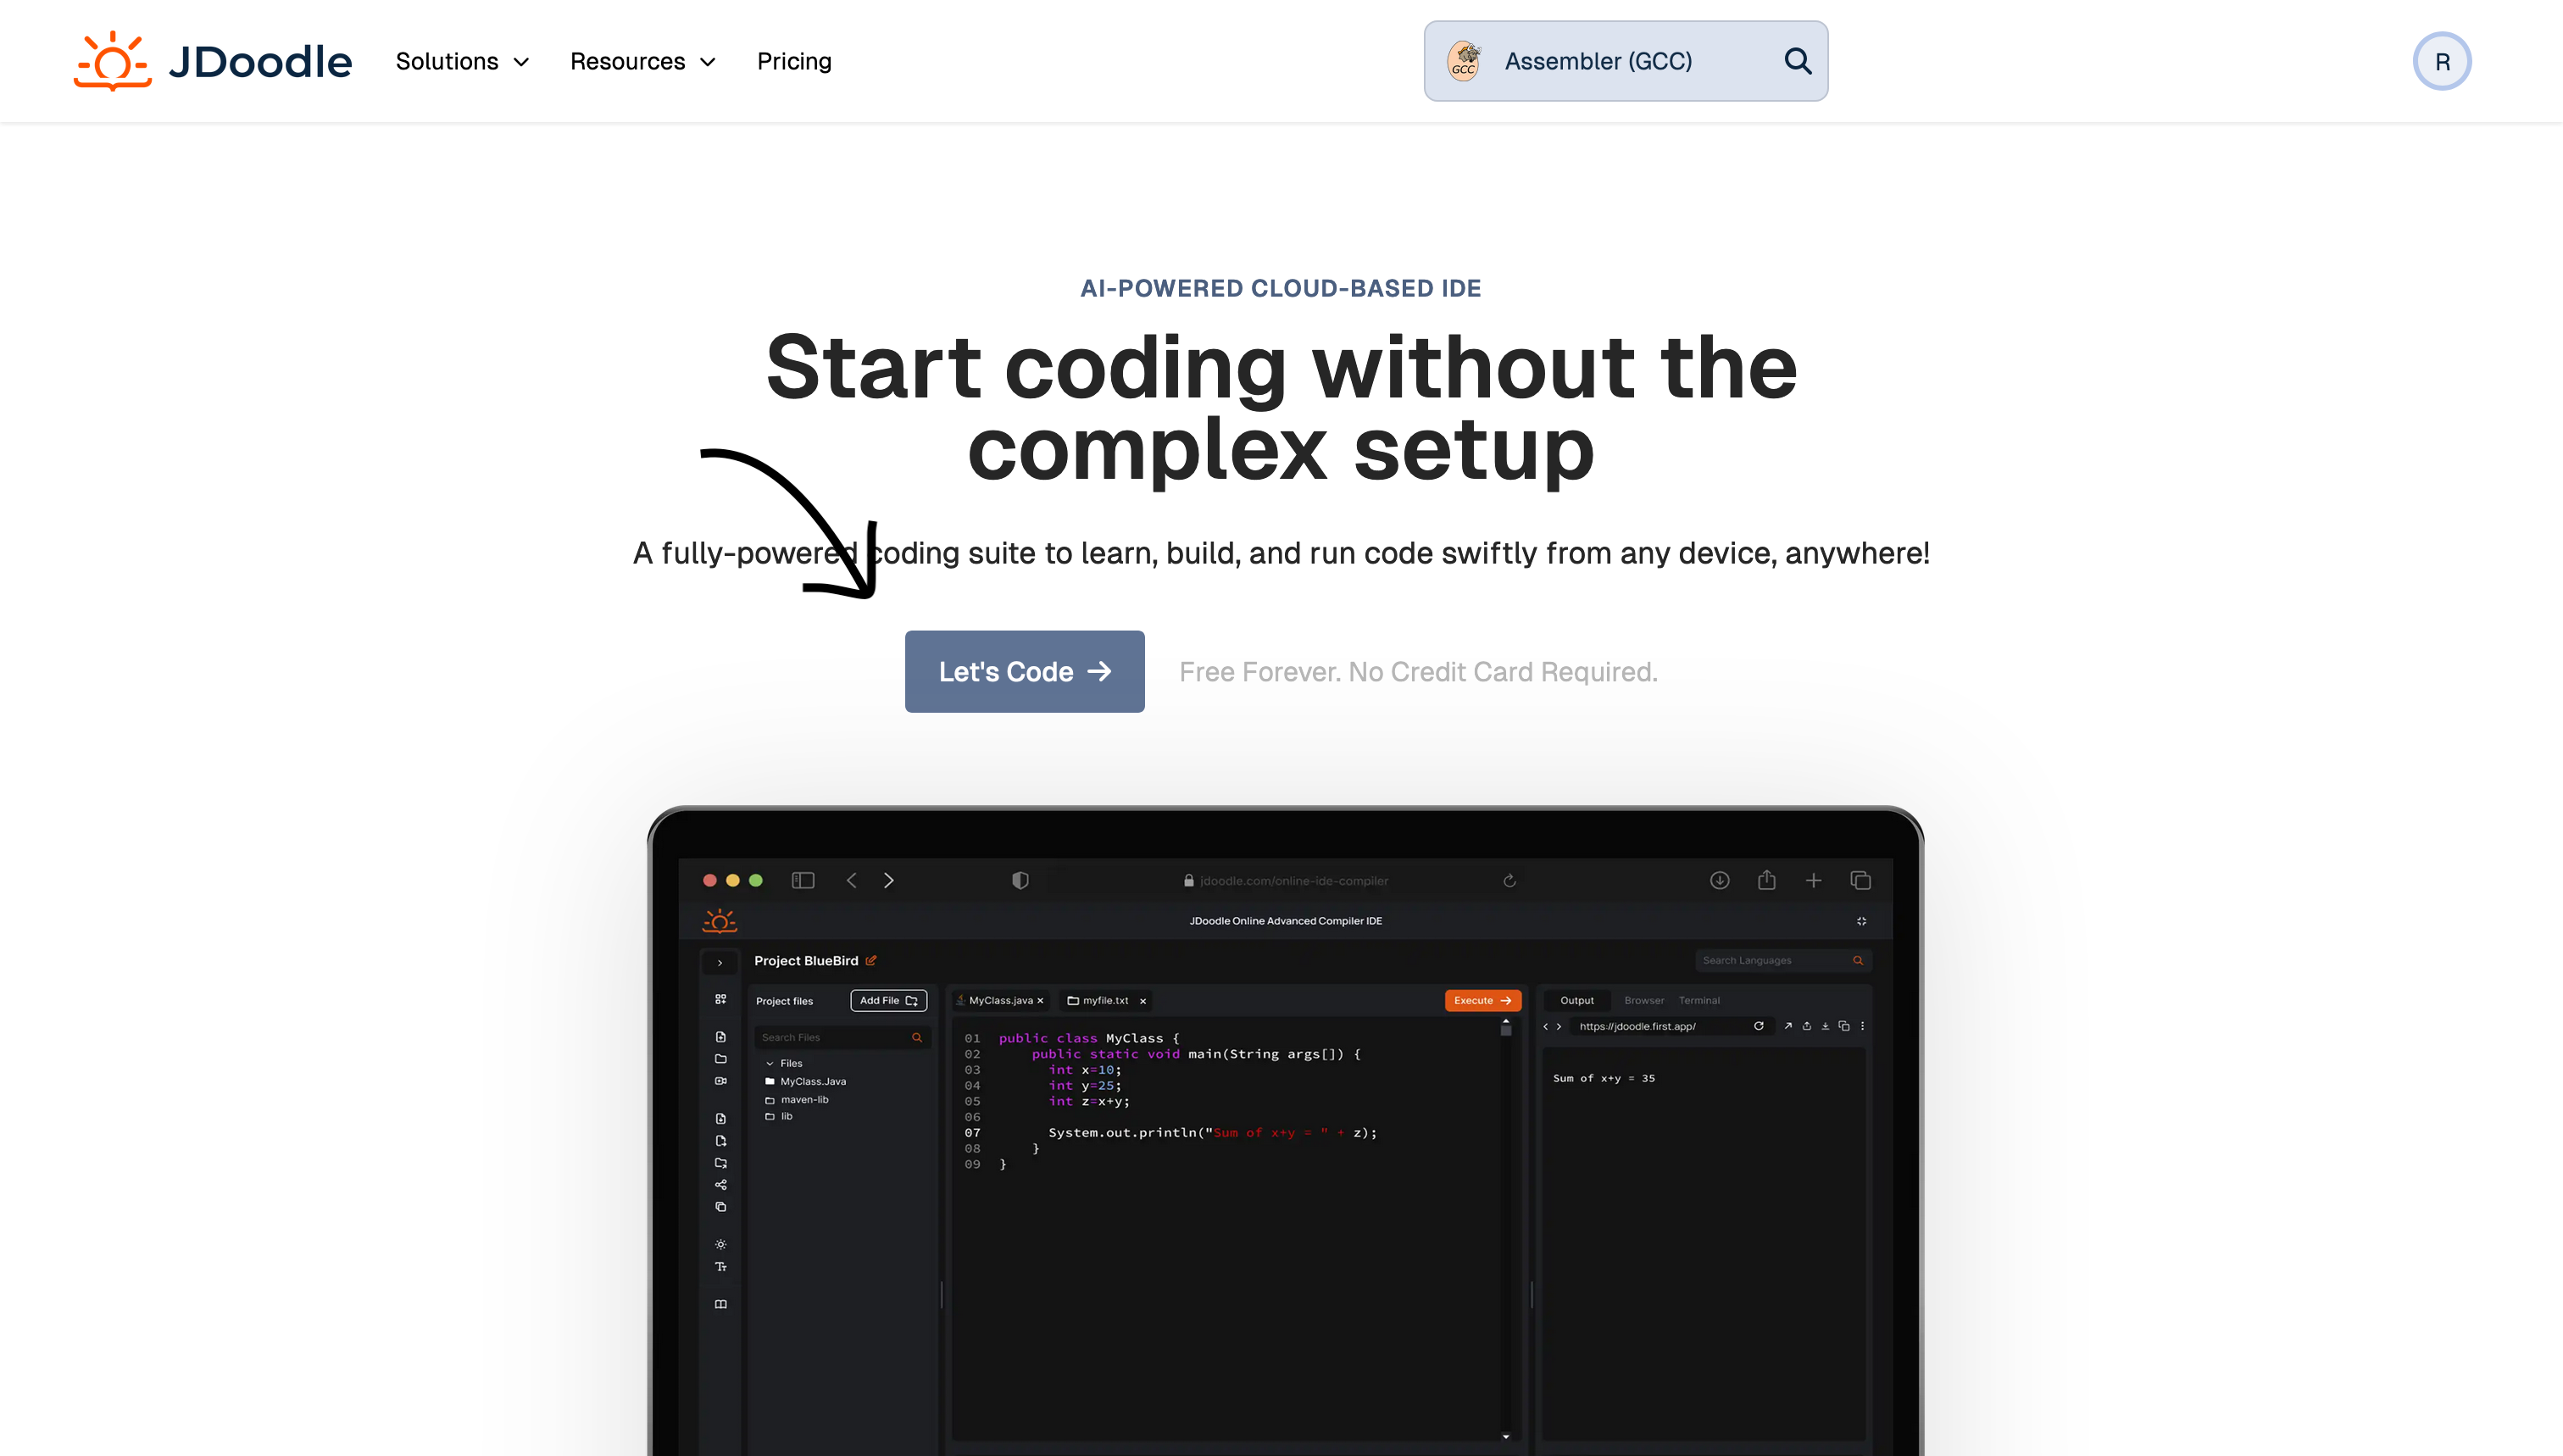 JDoodle Solutions Resources Pricing GCC Assembler (GCC) R
AI-POWERED CLOUD-BASED IDE
Start coding without the
complex setup
A fully-powered coding suite to learn, build, and run code swiftly from any device, anywhere!
Let's Code Free Forever. No Credit Card Required.
jdoodle.com/online-ide-compiler
JDoodle Online Advanced Compiler IDE
Project BlueBird Search Languages
Project files Add File
Search Files
Files
MyClass.Java
maven-lib
lib
MyClass.java × myfile.txt × Execute
01 public class MyClass {
02 public static void main(String args[]) {
03 int x=10;
04 int y=25;
05 int z=x+y;
06
07 System.out.println("Sum of x+y = " + z);
08 }
09 }
Output Browser Terminal
https://jdoodle.first.app/
Sum of x+y = 35
Tт